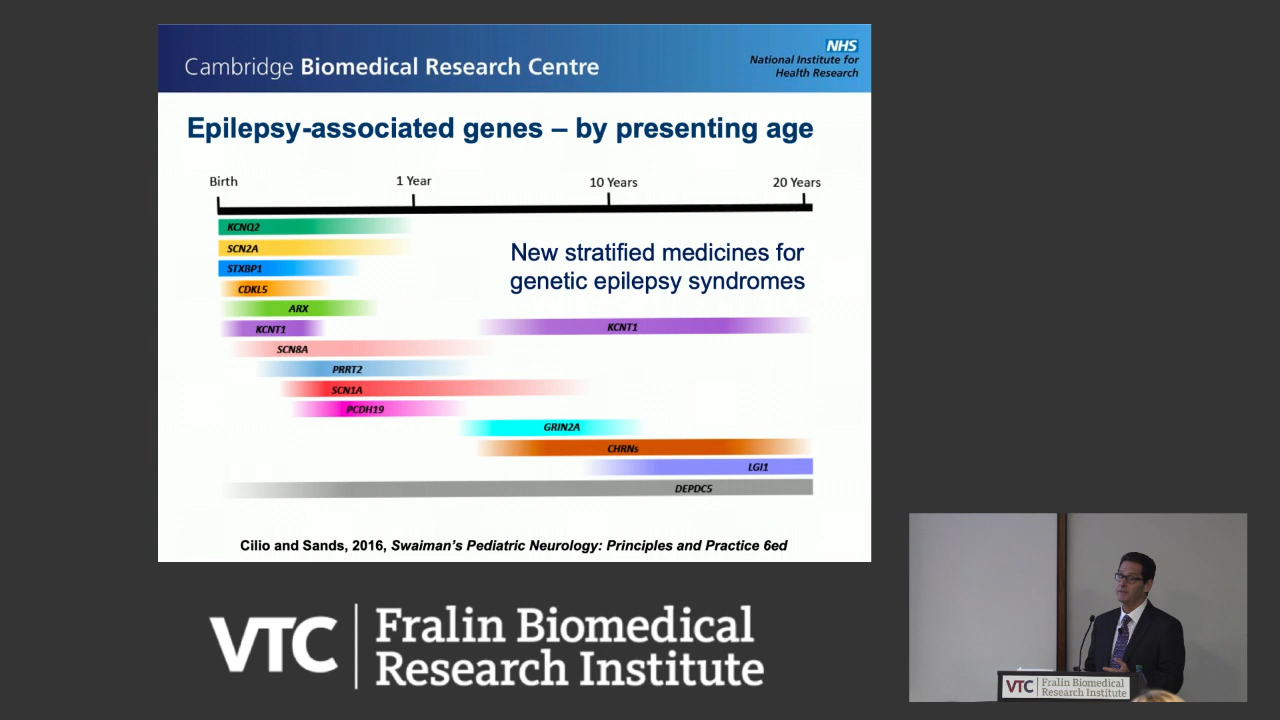 Cambridge Biomedical Research Centre
NHS
National Institute for
Health Research
Epilepsy-associated genes – by presenting age
Birth
1 Year
10 Years
20 Years
KCNQ2
SCN2A
New stratified medicines for
genetic epilepsy syndromes
STXBP1
CDKL5
ARX
KCNT1
KCNT1
SCN8A
PRRT2
SCN1A
PCDH19
GRIN2A
CHRNs
LGI1
DEPDC5
Cilio and Sands, 2016, Swaiman's Pediatric Neurology: Principles and Practice 6ed
VTC
Fralin Biomedical
Research Institute
VTC
Fralin Biomedical
Research Institute